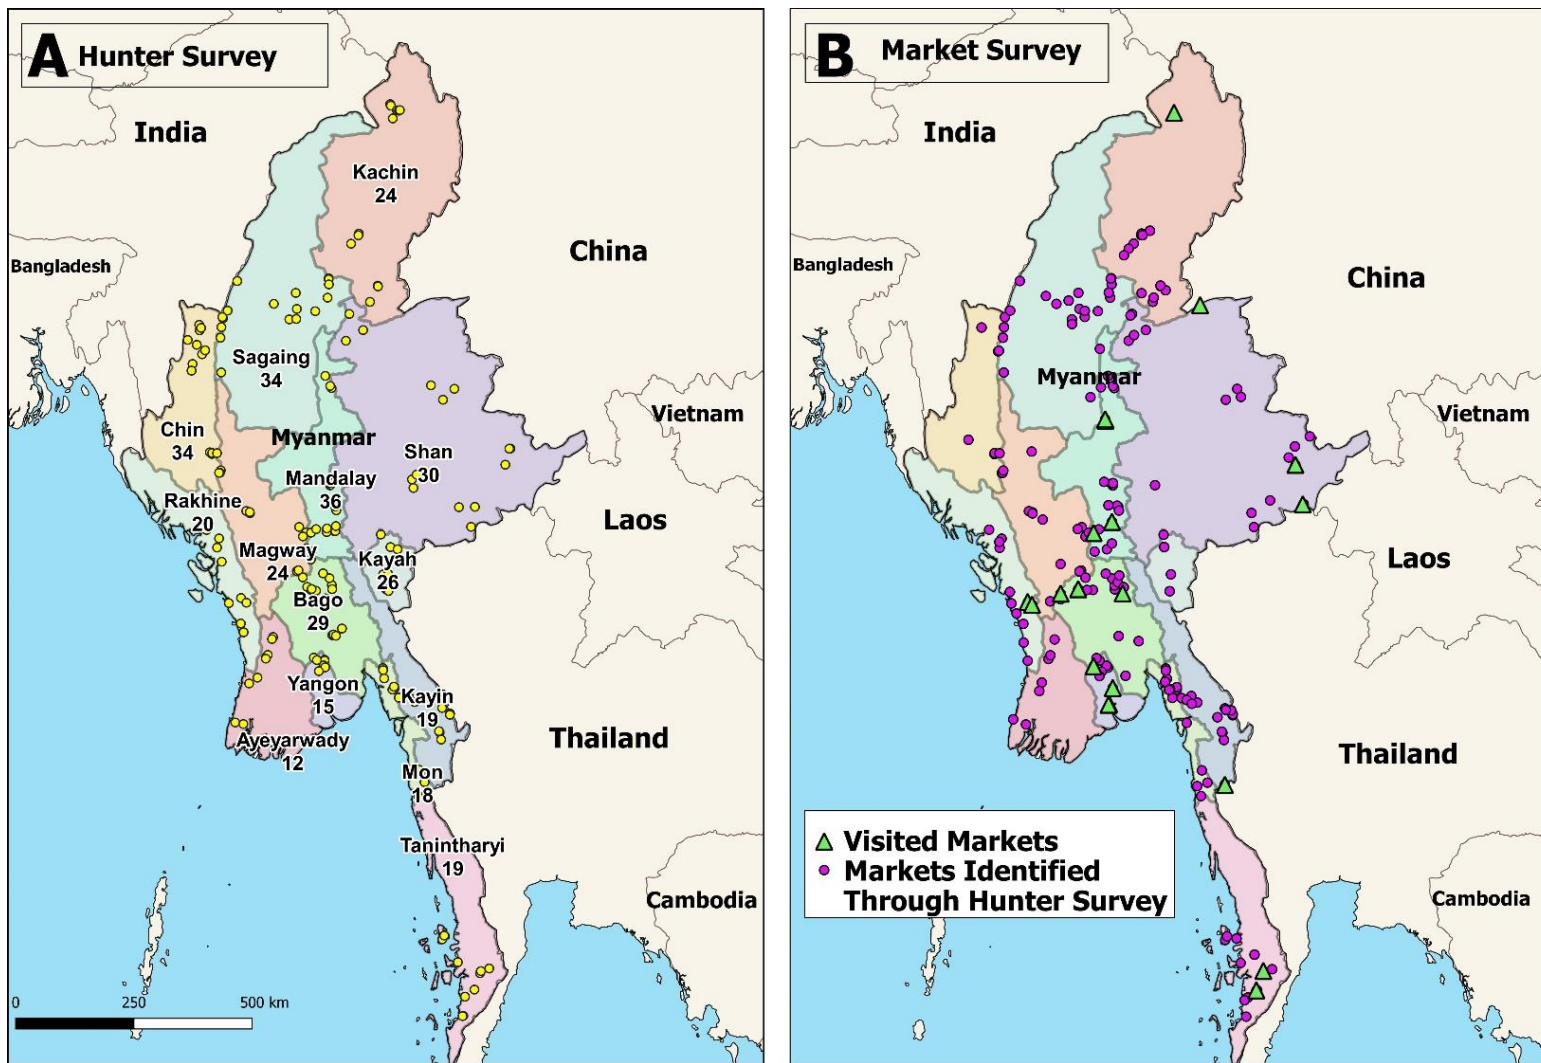 A Hunter Survey
India
Kachin
24
China
Bangladesh
Sagaing
34
Vietnam
Chin
34
Myanmar
Shan
30
Mandalay
36
Rakhine
20
Laos
Magway
24
Kayah
26
Bago
29
Yangon
15
Kayin
19
Thailand
Ayeyarwady
12
Mon
18
Tanintharyi
19
Cambodia
0 250 500 km
B Market Survey
India
China
Bangladesh
Myanmar
Vietnam
Laos
Thailand
Visited Markets
Markets Identified
Through Hunter Survey
Cambodia